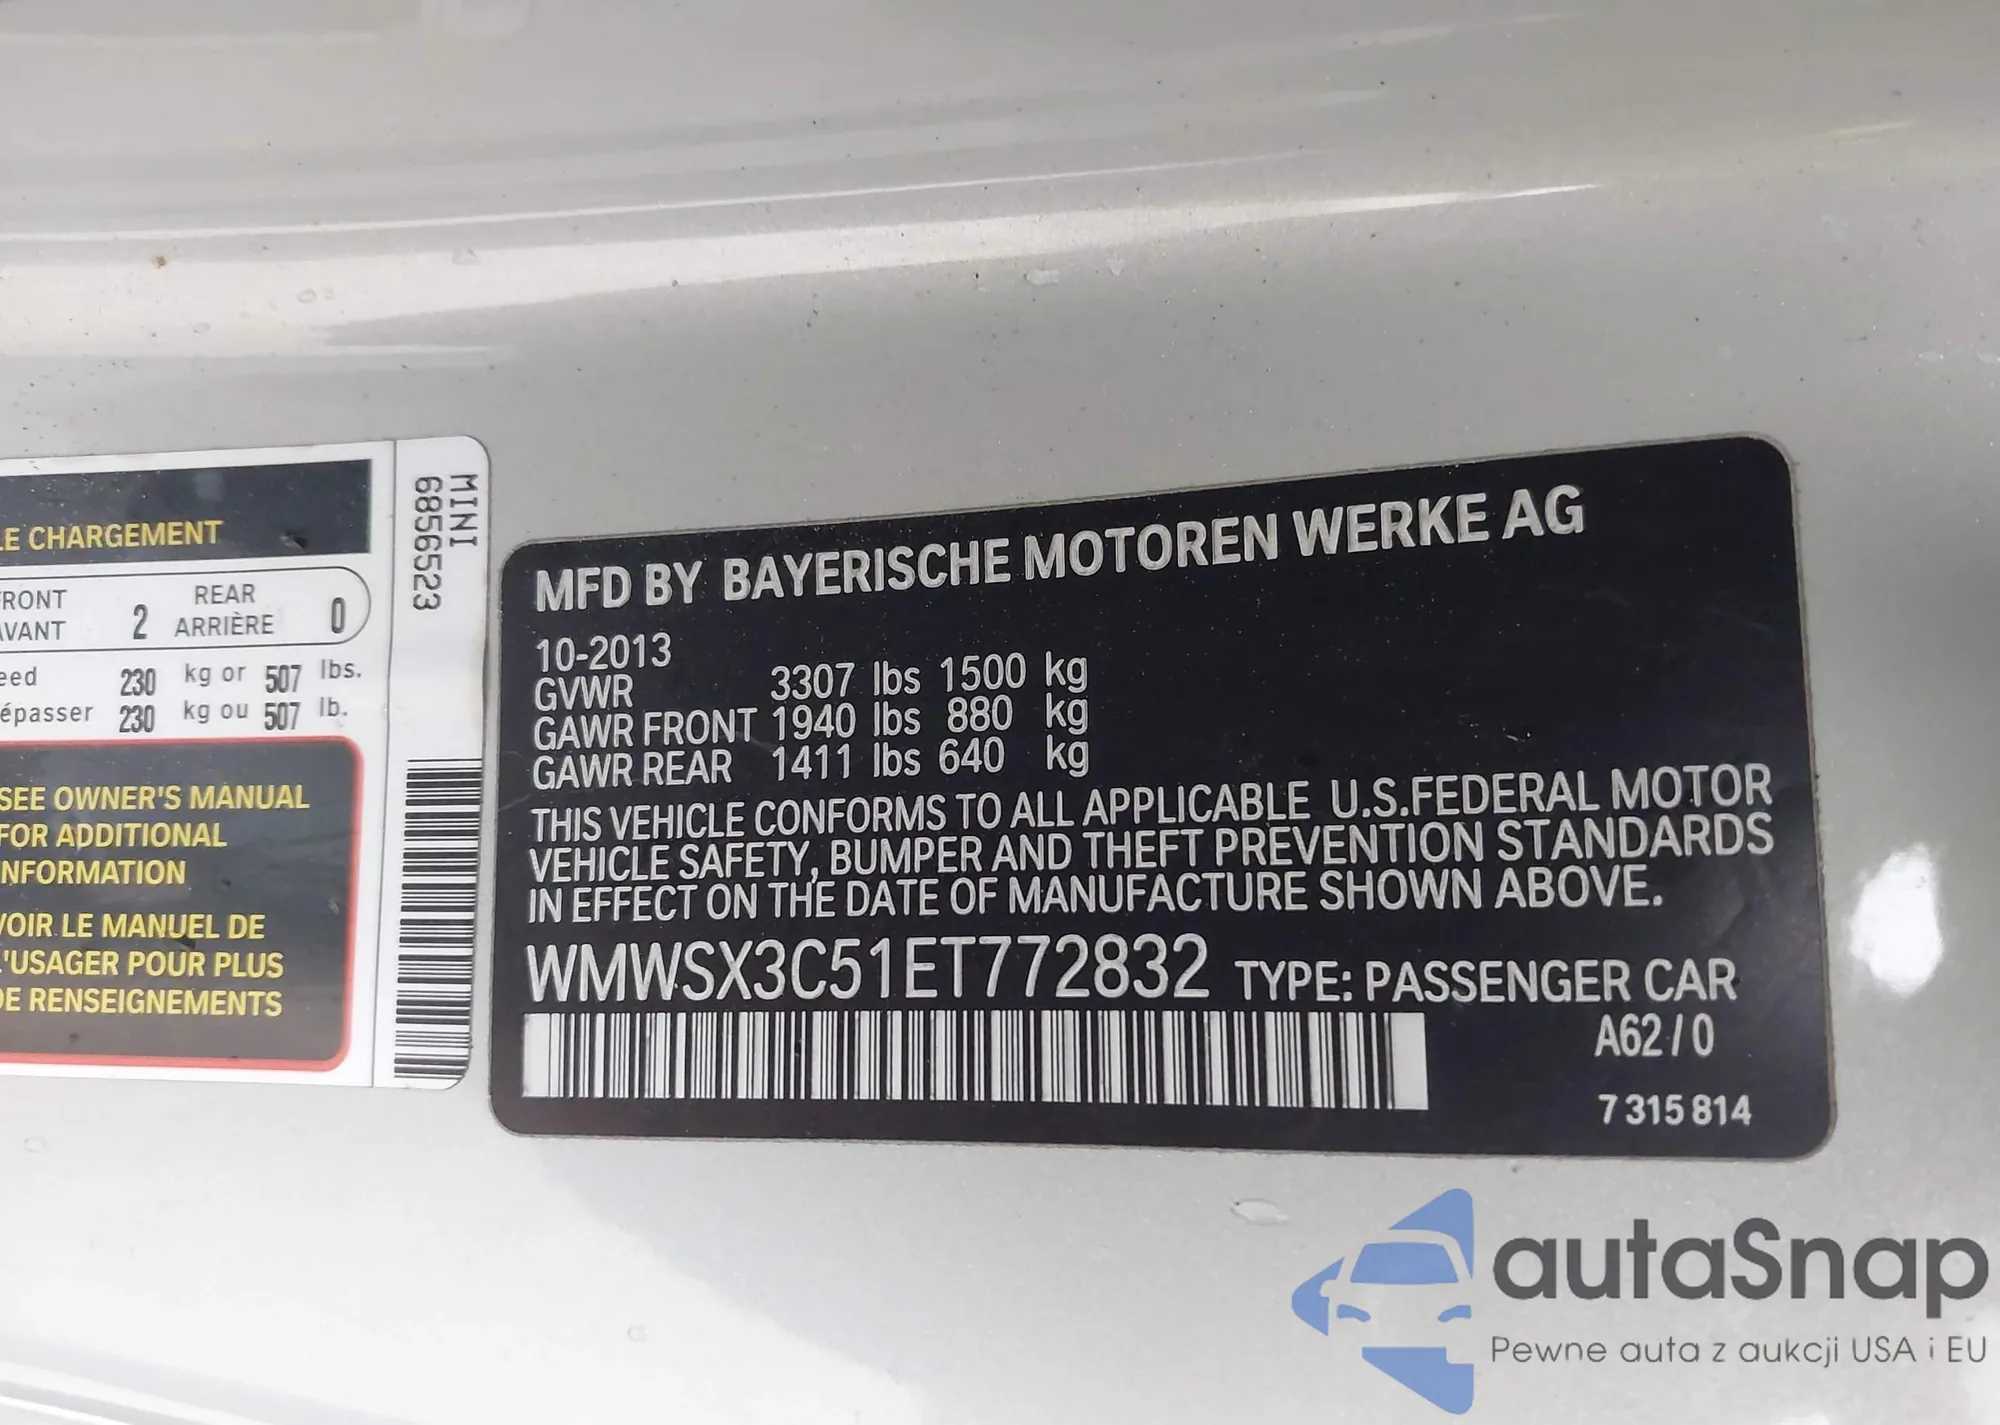 LE CHARGEMENT
FRONT
AVANT
2
REAR
ARRIÈRE
0
eed 230 kg or 507 lbs.
épasser 230 kg ou 507 lb.
SEE OWNER'S MANUAL
FOR ADDITIONAL
INFORMATION
VOIR LE MANUEL DE
L'USAGER POUR PLUS
DE RENSEIGNEMENTS
MINI
6856523
MFD BY BAYERISCHE MOTOREN WERKE AG
10-2013
GVWR 3307 lbs 1500 kg
GAWR FRONT 1940 lbs 880 kg
GAWR REAR 1411 lbs 640 kg
THIS VEHICLE CONFORMS TO ALL APPLICABLE U.S.FEDERAL MOTOR
VEHICLE SAFETY, BUMPER AND THEFT PREVENTION STANDARDS
IN EFFECT ON THE DATE OF MANUFACTURE SHOWN ABOVE.
WMWSX3C51ET772832 TYPE: PASSENGER CAR
A62/0
7 315 814
autaSnap
Pewne auta z aukcji USA i EU